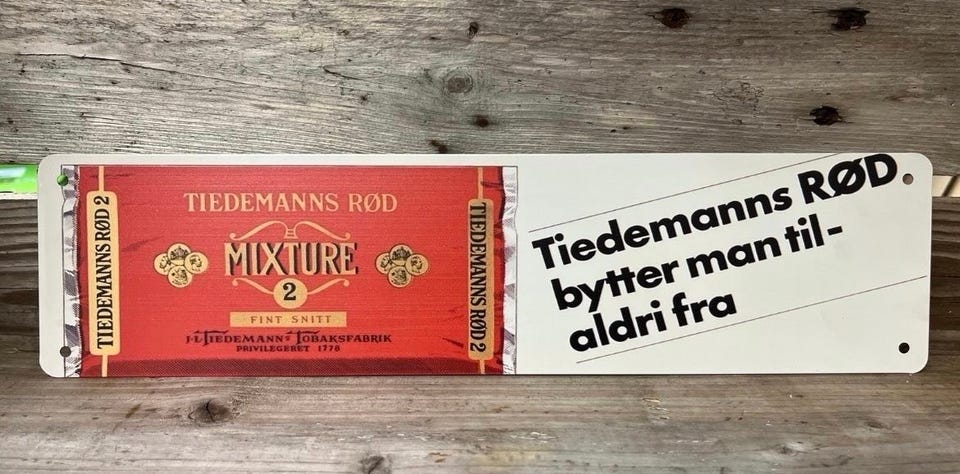 TIEDEMANNS RØD 2
TIEDEMANNS RØD
MIXTURE
2
FINT SNITT
J·L·TIEDEMANNS TOBAKSFABRIK
PRIVILEGERET 1778
TIEDEMANNS RØD 2
Tiedemanns RØD
bytter man til-
aldri fra